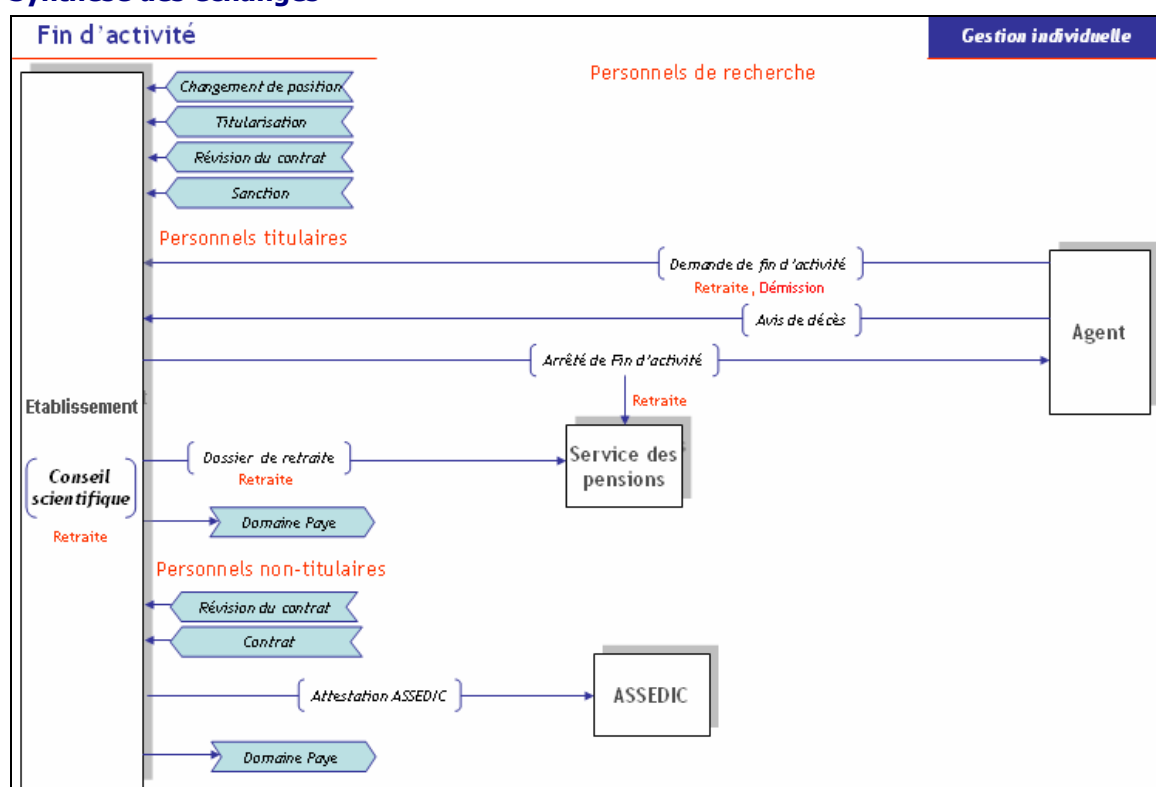 Synthèse des échanges
Fin d'activité
Gestion individuelle
Personnels de recherche
Changement de position
Titularisation
Révision du contrat
Sanction
Personnels titulaires
Demande de fin d'activité
Retraite, Démission
Avis de décès
Agent
Arrêté de Fin d'activité
Retraite
Etablissement
Dossier de retraite
Retraite
Service des
pensions
Conseil
scientifique
Retraite
Domaine Paye
Personnels non-titulaires
Révision du contrat
Contrat
Attestation ASSEDIC
ASSEDIC
Domaine Paye